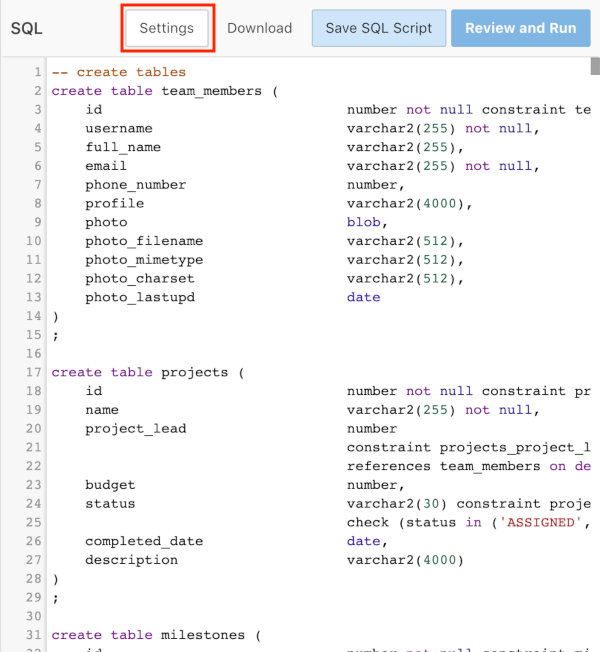 SQL Settings Download Save SQL Script Review and Run
1 -- create tables
2 create table team_members (
3 id number not null constraint te
4 username varchar2(255) not null,
5 full_name varchar2(255),
6 email varchar2(255) not null,
7 phone_number number,
8 profile varchar2(4000),
9 photo blob,
10 photo_filename varchar2(512),
11 photo_mimetype varchar2(512),
12 photo_charset varchar2(512),
13 photo_lastupd date
14 )
15 ;
16
17 create table projects (
18 id number not null constraint pr
19 name varchar2(255) not null,
20 project_lead number
21 constraint projects_project_l
22 references team_members on de
23 budget number,
24 status varchar2(30) constraint proje
25 check (status in ('ASSIGNED',
26 completed_date date,
27 description varchar2(4000)
28 )
29 ;
30
31 create table milestones (